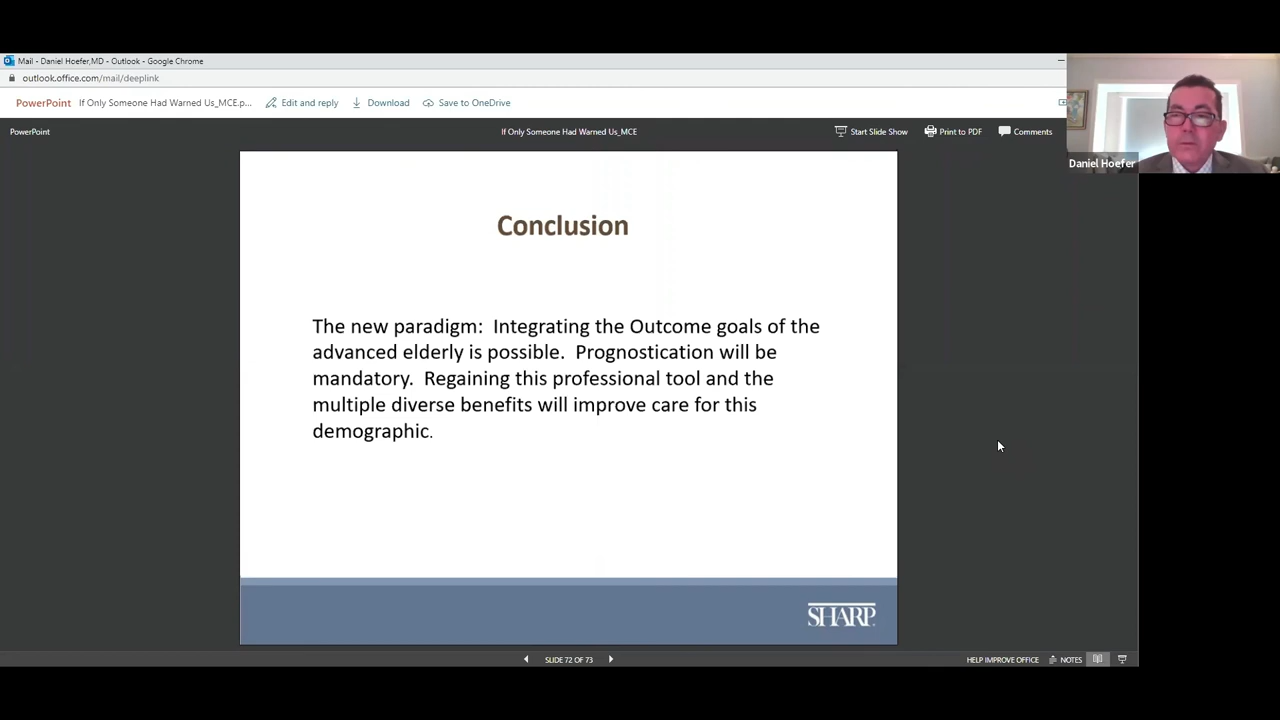 Mail - Daniel Hoefer,MD - Outlook - Google Chrome
outlook.office.com/mail/deeplink
PowerPoint If Only Someone Had Warned Us_MCE.p... Edit and reply Download Save to OneDrive
PowerPoint If Only Someone Had Warned Us_MCE Start Slide Show Print to PDF Comments
Daniel Hoefer
Conclusion
The new paradigm: Integrating the Outcome goals of the
advanced elderly is possible. Prognostication will be
mandatory. Regaining this professional tool and the
multiple diverse benefits will improve care for this
demographic.
SHARP
SLIDE 72 OF 73 HELP IMPROVE OFFICE NOTES